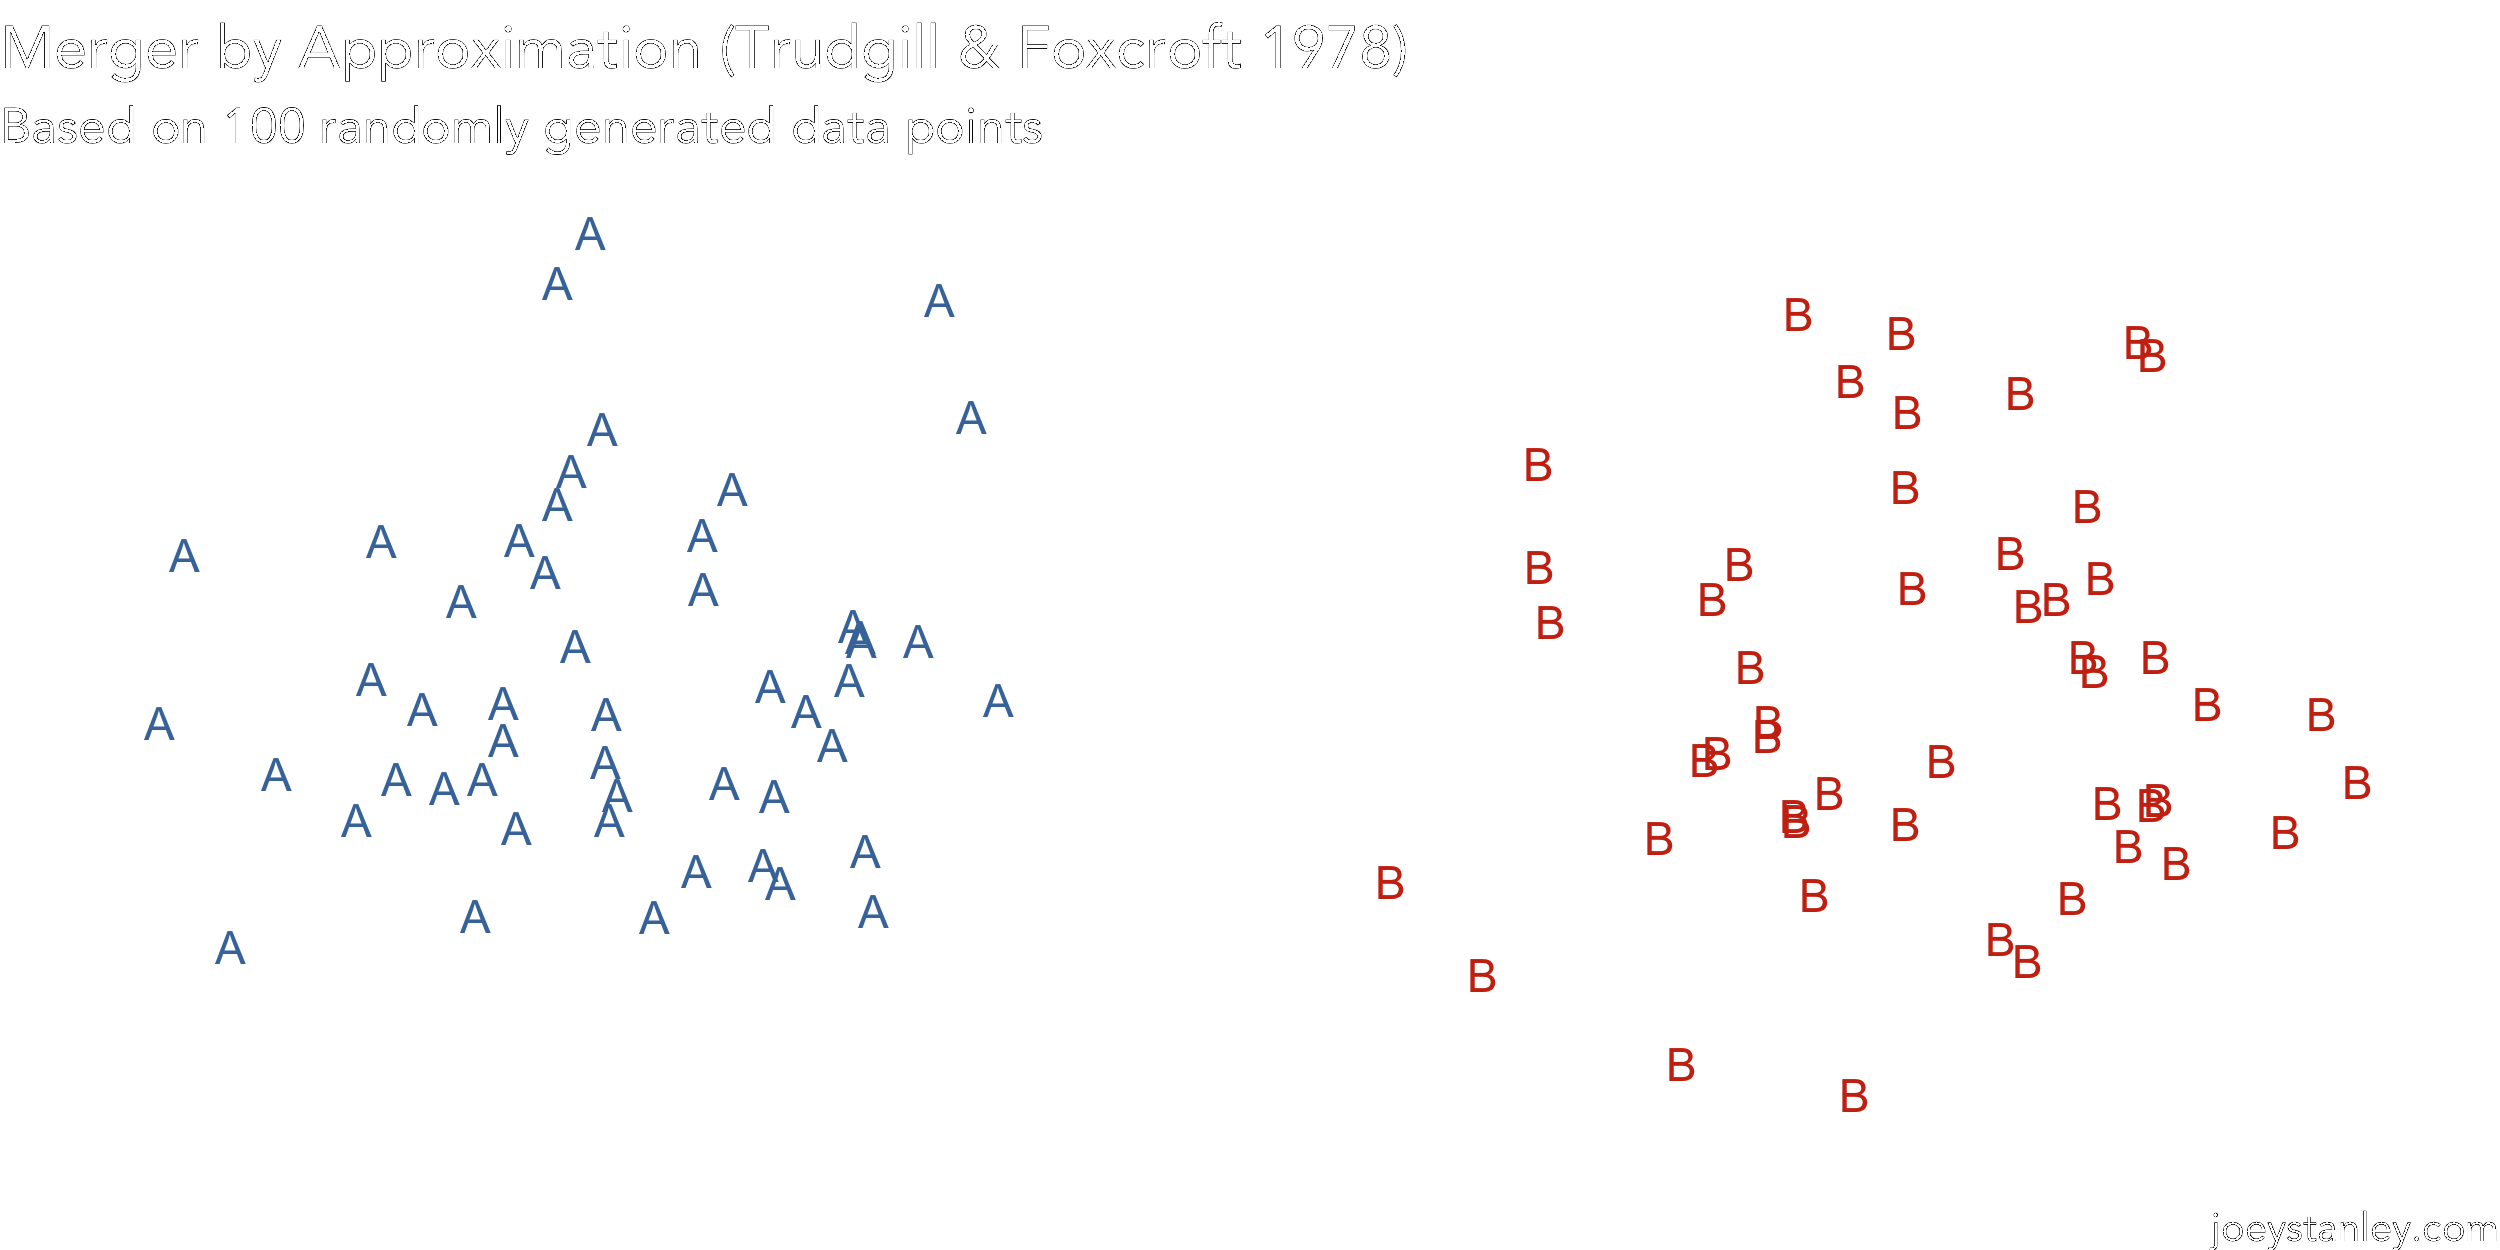 Merger by Approximation (Trudgill & Foxcroft 1978)
Based on 100 randomly generated data points
joeystanley.com